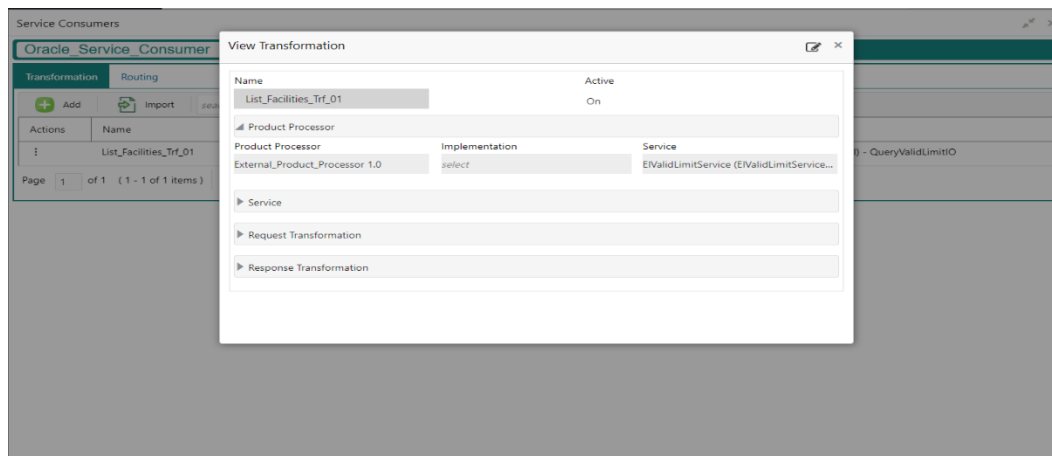 Service Consumers
Oracle_Service_Consumer
Transformation Routing
Add Import
Actions Name
List_Facilities_Trf_01 - QueryValidLimitIO
Page 1 of 1 (1 - 1 of 1 items)
View Transformation
Name Active
List_Facilities_Trf_01 On
Product Processor
Product Processor Implementation Service
External_Product_Processor 1.0 select ElValidLimitService (ElValidLimitService...
Service
Request Transformation
Response Transformation